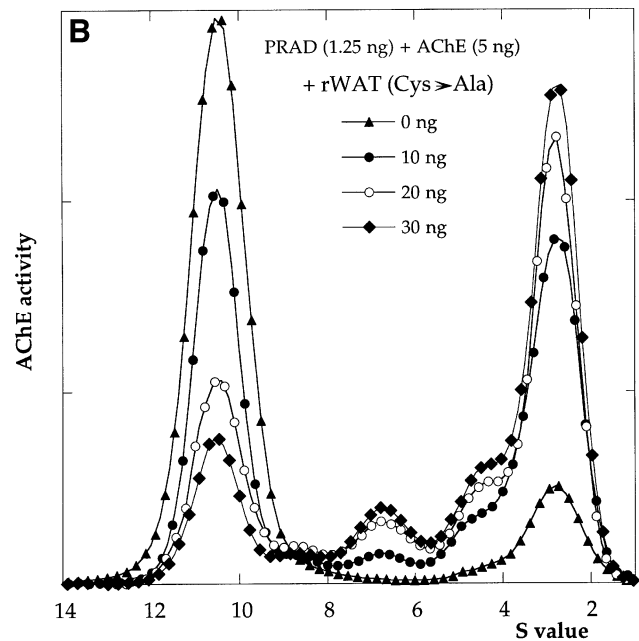 B
PRAD (1.25 ng) + AChE (5 ng)
+ rWAT (Cys➤Ala)
0 ng
10 ng
20 ng
30 ng
AChE activity
14 12 10 8 6 4 2
S value